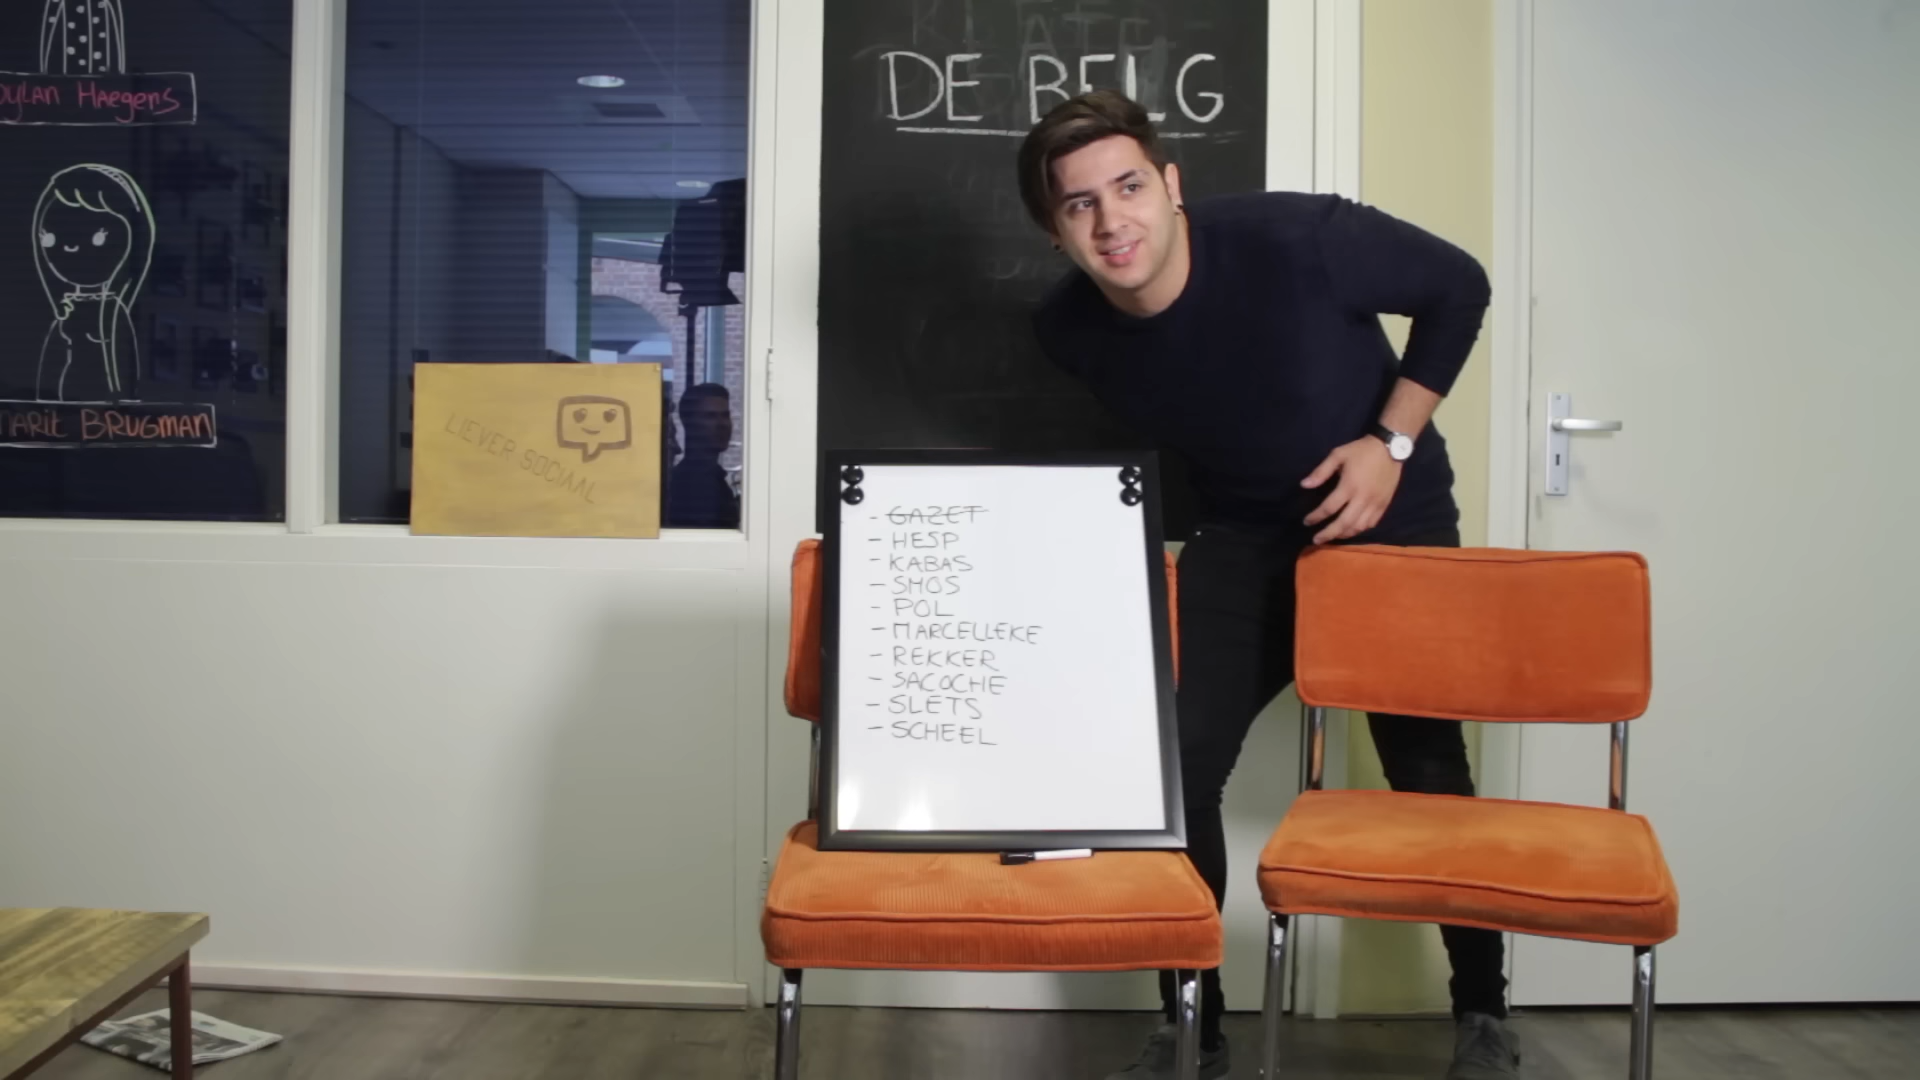 Dylan Haegens
Marit BRUGMAN
LIEVER SOCIAAL
DE BELG
- GAZET
- HESP
- KABAS
- SMOS
- POL
- MARCELLEKE
- REKKER
- SACOCHE
- SLETS
- SCHEEL